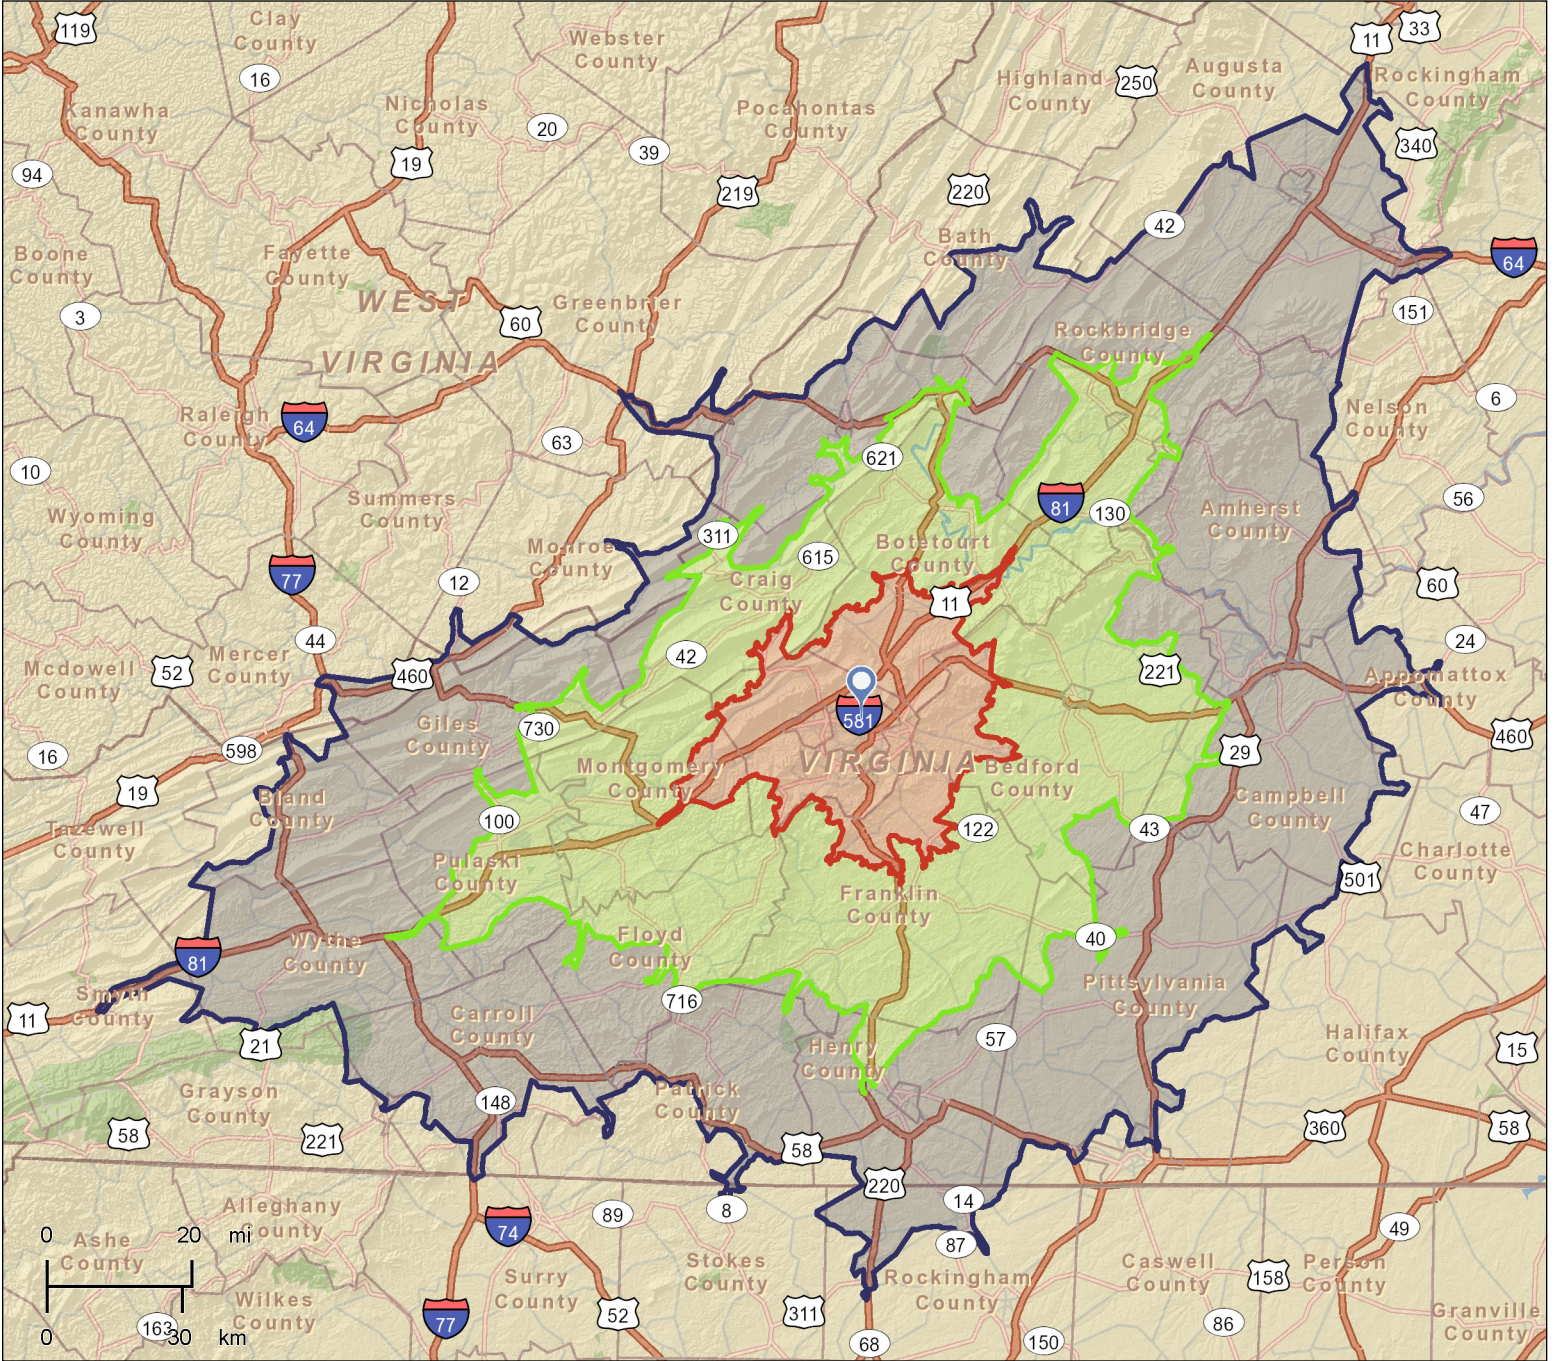 119
Clay
County
16
Webster
County
11
33
Highland
County
250
Augusta
County
Rockingham
County
Kanawha
County
Nicholas
County
20
Pocahontas
County
39
19
340
94
219
220
42
Boone
County
Fayette
County
Bath
County
64
WEST
VIRGINIA
3
60
Greenbrier
County
151
Rockbridge
County
Raleigh
County
64
63
6
Nelson
County
10
621
Summers
County
56
81
130
Wyoming
County
Amherst
County
311
Monroe
County
615
Botetourt
County
77
12
Craig
County
60
11
44
24
42
Mcdowell
County
52
Mercer
County
460
221
Appomattox
County
581
Giles
County
730
598
16
29
460
VIRGINIA
Montgomery
County
Bedford
County
19
Bland
County
Campbell
County
47
100
122
43
Tazewell
County
Pulaski
County
Charlotte
County
501
Franklin
County
Wythe
County
Floyd
County
40
81
Smyth
County
716
Pittsylvania
County
11
Carroll
County
57
21
Henry
County
Halifax
County
15
Grayson
County
148
Patrick
County
58
221
58
360
58
220
Alleghany
County
89
8
14
0
20
mi
74
87
49
Ashe
County
Stokes
County
Caswell
County
158
Person
County
Surry
County
Rockingham
County
Wilkes
County
77
52
311
86
Granville
County
163
0
30
km
68
150